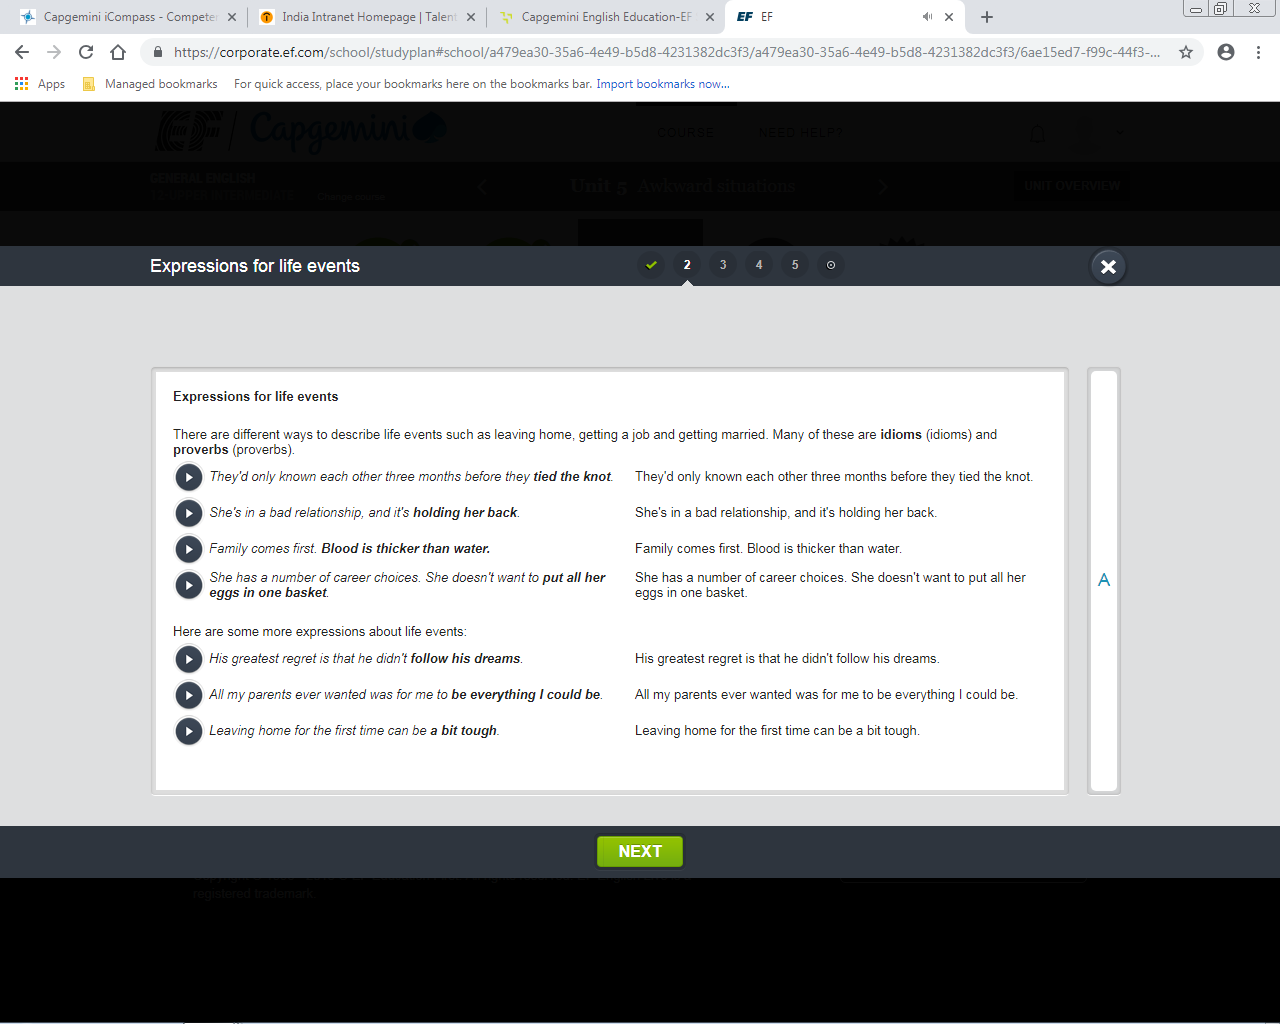 Capgemini iCompass - Competer
India Intranet Homepage | Talent
Capgemini English Education-EF
EF EF
https://corporate.ef.com/school/studyplan#school/a479ea30-35a6-4e49-b5d8-4231382dc3f3/a479ea30-35a6-4e49-b5d8-4231382dc3f3/6ae15ed7-f99c-44f3-...
Apps Managed bookmarks For quick access, place your bookmarks here on the bookmarks bar. Import bookmarks now...
EF Capgemini COURSE NEED HELP?
GENERAL ENGLISH
Unit 5 Awkward situations UNIT OVERVIEW
Change course
Expressions for life events 2 3 4 5
Expressions for life events
There are different ways to describe life events such as leaving home, getting a job and getting married. Many of these are idioms (idioms) and
proverbs (proverbs).
They'd only known each other three months before they tied the knot. They'd only known each other three months before they tied the knot.
She's in a bad relationship, and it's holding her back. She's in a bad relationship, and it's holding her back.
Family comes first. Blood is thicker than water. Family comes first. Blood is thicker than water.
She has a number of career choices. She doesn't want to put all her She has a number of career choices. She doesn't want to put all her
eggs in one basket. eggs in one basket.
A
Here are some more expressions about life events:
His greatest regret is that he didn't follow his dreams. His greatest regret is that he didn't follow his dreams.
All my parents ever wanted was for me to be everything I could be. All my parents ever wanted was for me to be everything I could be.
Leaving home for the first time can be a bit tough. Leaving home for the first time can be a bit tough.
NEXT
registered trademark